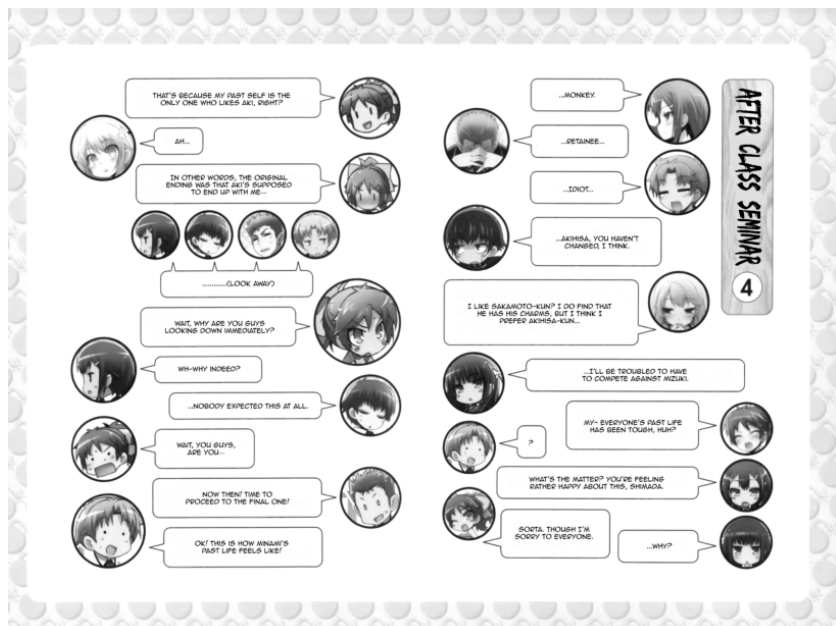 AFTER CLASS SEMINAR
4
...MONKEY.
...RETAINEE...
...IDIOT...
...AKIHISA, YOU HAVEN'T
CHANGED, I THINK.
I LIKE SAKAMOTO-KUN? I DO FIND THAT
HE HAS HIS CHARMS, BUT I THINK I
PREFER AKIHISA-KUN...
...I'LL BE TROUBLED TO HAVE
TO COMPETE AGAINST MIZUKI.
MY~ EVERYONE'S PAST LIFE
HAS BEEN TOUGH, HUH?
?
WHAT'S THE MATTER? YOU'RE FEELING
RATHER HAPPY ABOUT THIS, SHIMADA.
SORTA. THOUGH I'M
SORRY TO EVERYONE.
...WHY?
THAT'S BECAUSE MY PAST SELF IS THE
ONLY ONE WHO LIKES AKI, RIGHT?
AH...
IN OTHER WORDS, THE ORIGINAL
ENDING WAS THAT AKI'S SUPPOSED
TO END UP WITH ME...
............(LOOK AWAY)
WAIT, WHY ARE YOU GUYS
LOOKING DOWN IMMEDIATELY?
WH-WHY INDEED?
...NOBODY EXPECTED THIS AT ALL.
WAIT, YOU GUYS,
ARE YOU...
NOW THEN! TIME TO
PROCEED TO THE FINAL ONE!
OK! THIS IS HOW MINAMI'S
PAST LIFE FEELS LIKE!